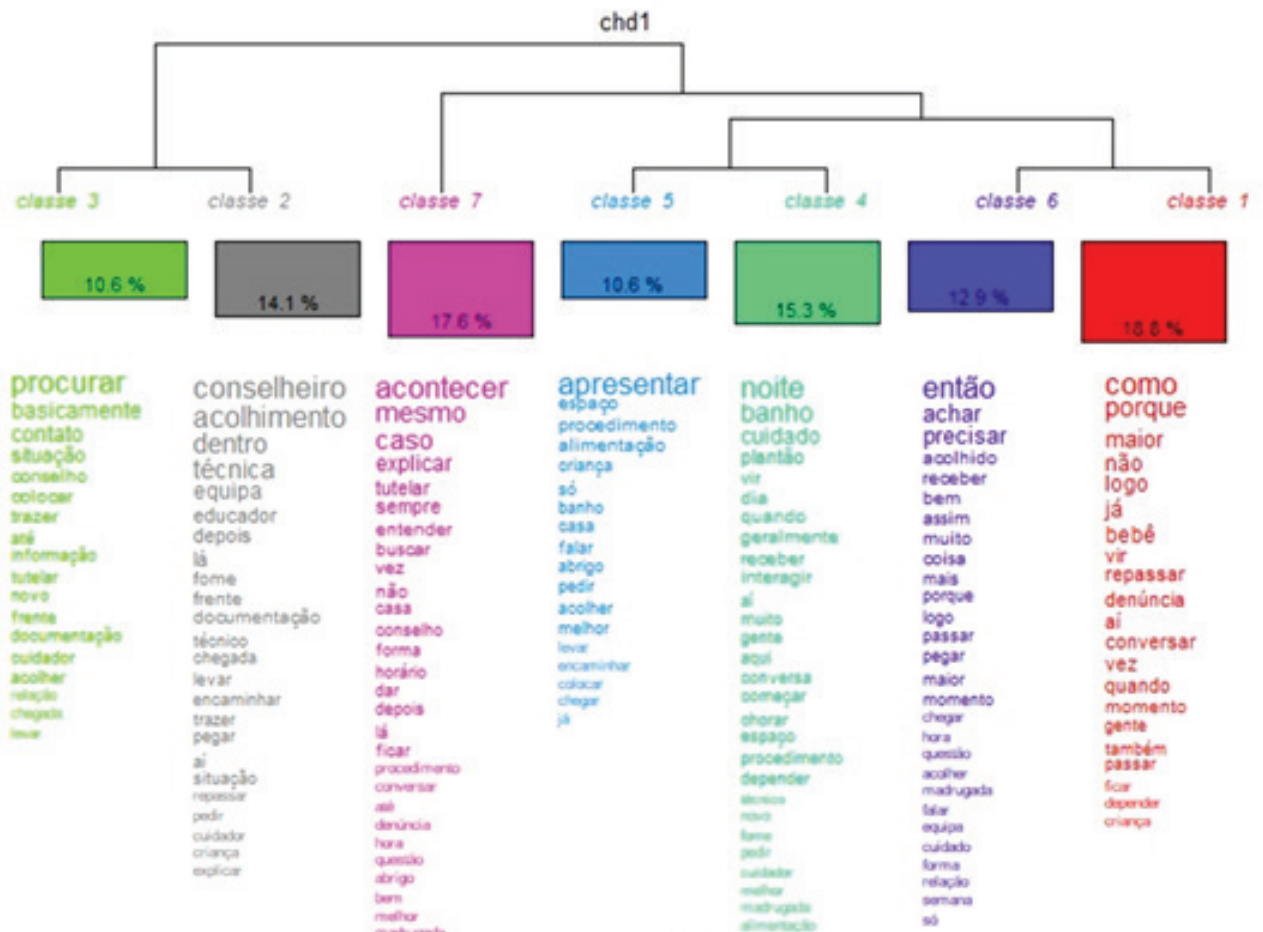 chd1
classe 3
classe 2
classe 7
classe 5
classe 4
classe 6
classe 1
10.6 %
14.1 %
17.6 %
10.6 %
15.3 %
12.9 %
18.8 %
procurar
basicamente
contato
situação
conselho
colocar
trazer
até
informação
tutelar
novo
frente
documentação
cuidador
acolher
relação
chegada
levar
conselheiro
acolhimento
dentro
técnica
equipa
educador
depois
lá
fome
frente
documentação
técnico
chegada
levar
encaminhar
trazer
pegar
aí
situação
repassar
pedir
cuidador
criança
explicar
acontecer
mesmo
caso
explicar
tutelar
sempre
entender
buscar
vez
não
casa
conselho
forma
horário
dar
depois
lá
ficar
procedimento
conversar
até
denúncia
hora
questão
abrigo
bem
melhor
apresentar
espaço
procedimento
alimentação
criança
só
banho
casa
falar
abrigo
pedir
acolher
melhor
levar
encaminhar
colocar
chegar
já
noite
banho
cuidado
plantão
vir
dia
quando
geralmente
receber
interagir
aí
muito
gente
aqui
conversa
começar
chorar
espaço
procedimento
depender
técnico
novo
fome
pedir
cuidador
melhor
madrugada
alimentação
então
achar
precisar
acolhido
receber
bem
assim
muito
coisa
mais
porque
logo
passar
pegar
maior
momento
chegar
hora
questão
acolher
madrugada
falar
equipa
cuidado
forma
relação
semana
só
como
porque
maior
não
logo
já
bebê
vir
repassar
denúncia
aí
conversar
vez
quando
momento
gente
também
passar
ficar
depender
criança